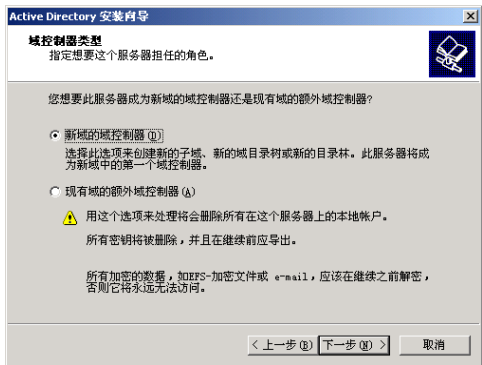 Active Directory 安装向导
域控制器类型
指定想要这个服务器担任的角色。
您想要此服务器成为新域的域控制器还是现有域的额外域控制器?
新域的域控制器(D)
选择此选项来创建新的子域、新的域目录树或新的目录林。此服务器将成
为新域中的第一个域控制器。
现有域的额外域控制器(A)
用这个选项来处理将会删除所有在这个服务器上的本地帐户。
所有密钥将被删除，并且在继续前应导出。
所有加密的数据，如EFS-加密文件或 e-mail，应该在继续之前解密，
否则它将永远无法访问。
< 上一步(B) 下一步(N) > 取消